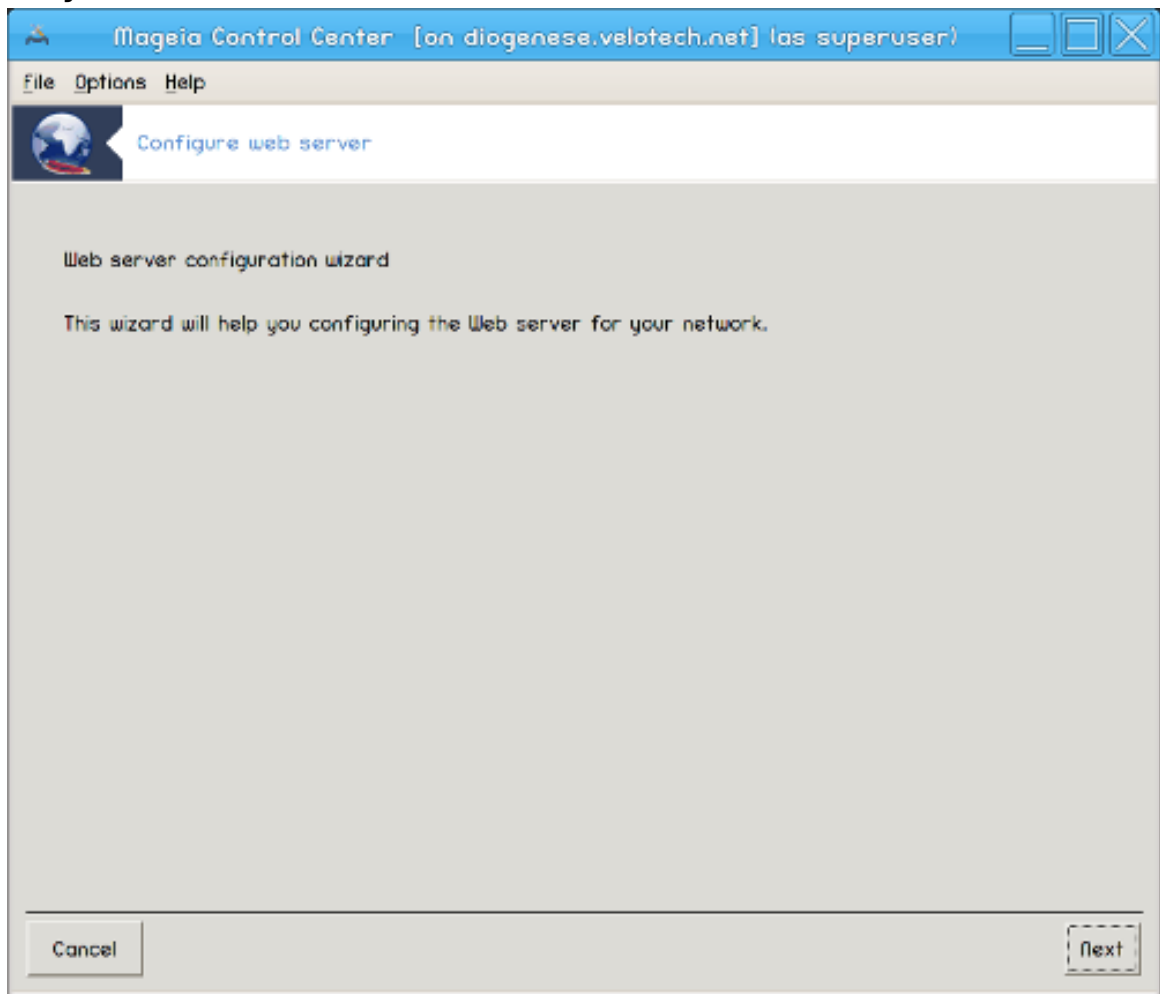 Mageia Control Center [on diogenese.velotech.net] (as superuser)
File Options Help
Configure web server
Web server configuration wizard
This wizard will help you configuring the Web server for your network.
Cancel
Next